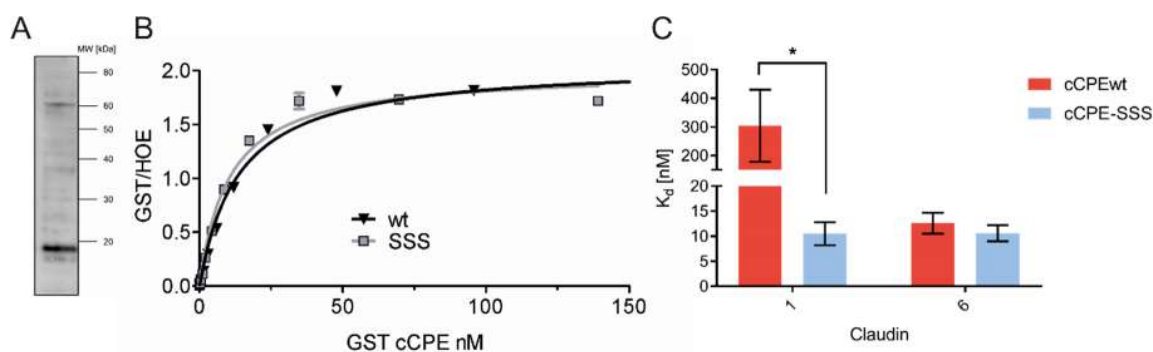 A
MW [kDa]
80
60
50
40
30
20
B
GST/HOE
2.0
1.5
1.0
0.5
0.0
0
50
100
150
GST cCPE nM
wt
SSS
C
Kd [nM]
500
400
300
200
20
15
10
5
0
*
1
6
Claudin
cCPEwt
cCPE-SSS